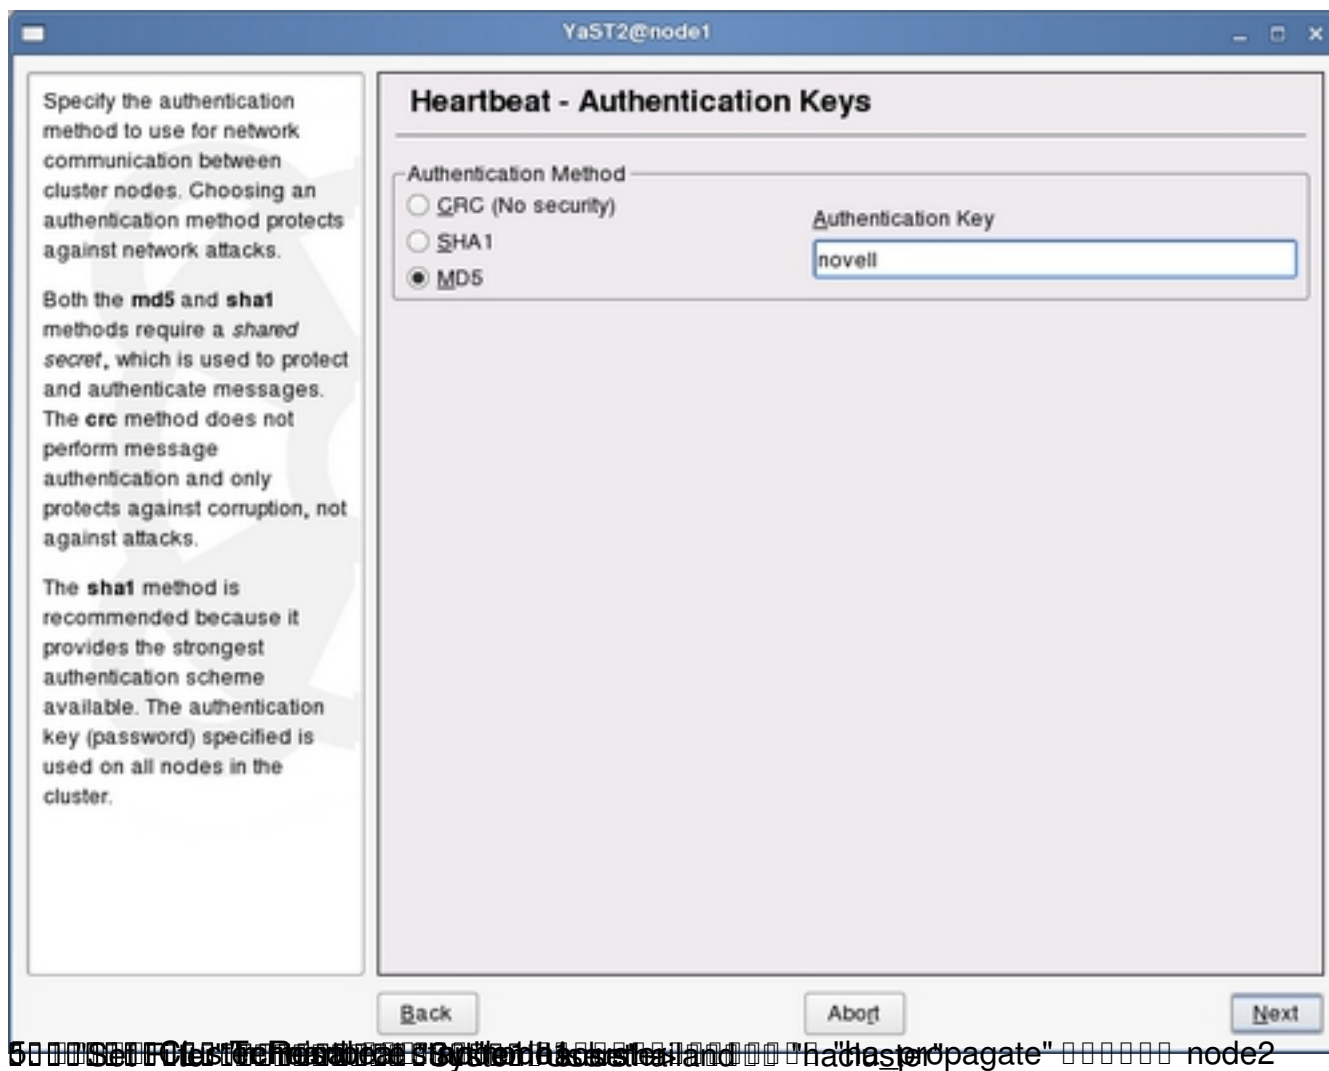 YaST2@node1
Specify the authentication
method to use for network
communication between
cluster nodes. Choosing an
authentication method protects
against network attacks.
Both the md5 and sha1
methods require a shared
secret, which is used to protect
and authenticate messages.
The crc method does not
perform message
authentication and only
protects against corruption, not
against attacks.
The sha1 method is
recommended because it
provides the strongest
authentication scheme
available. The authentication
key (password) specified is
used on all nodes in the
cluster.
Heartbeat - Authentication Keys
Authentication Method
CRC (No security)
SHA1
MD5
Authentication Key
novell
Back
Abort
Next
node2